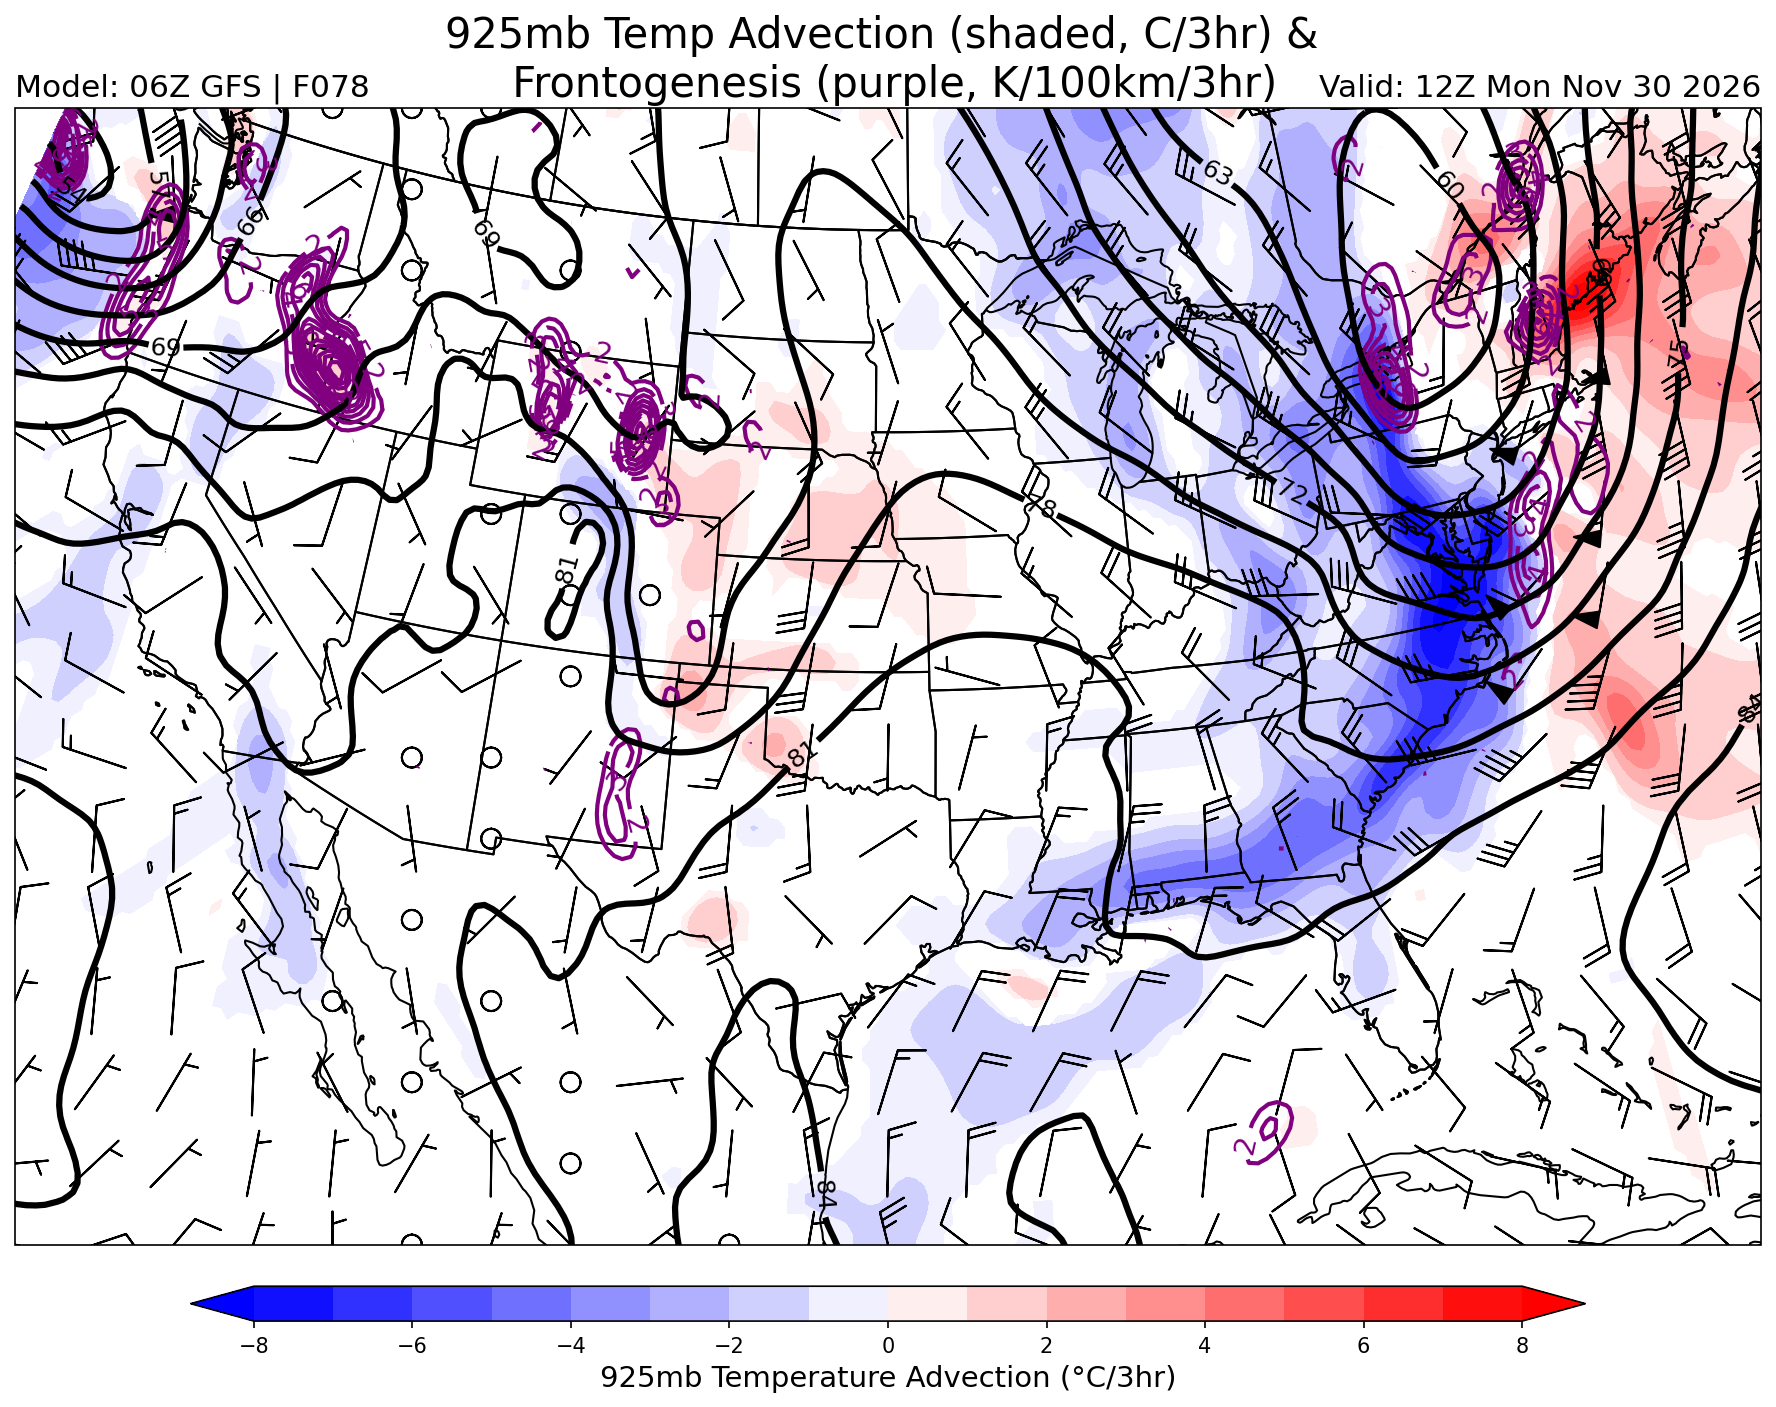 925mb Temp Advection (shaded, C/3hr) &
Frontogenesis (purple, K/100km/3hr)
Model: 06Z GFS | F078
Valid: 12Z Mon Nov 30 2026
54
57
66
69
69
63
60
75
72
78
81
81
84
84
−8 −6 −4 −2 0 2 4 6 8
925mb Temperature Advection (°C/3hr)